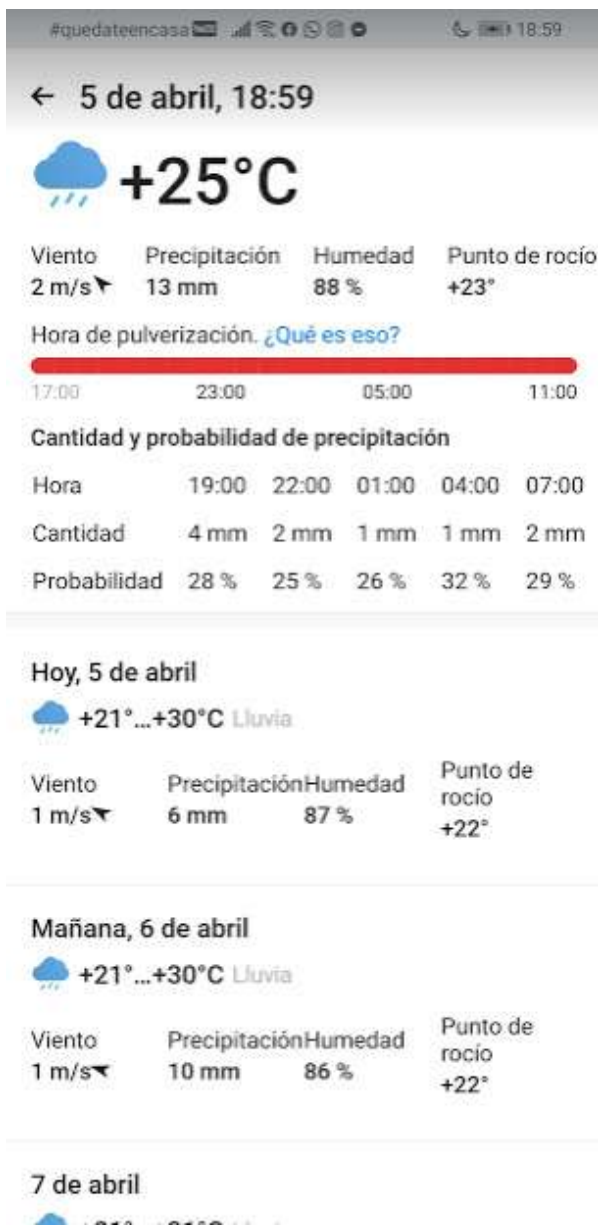 #quedateencasa 18:59
← 5 de abril, 18:59
+25°C
Viento Precipitación Humedad Punto de rocío
2 m/s 13 mm 88 % +23°
Hora de pulverización. ¿Qué es eso?
17:00 23:00 05:00 11:00
Cantidad y probabilidad de precipitación
Hora 19:00 22:00 01:00 04:00 07:00
Cantidad 4 mm 2 mm 1 mm 1 mm 2 mm
Probabilidad 28 % 25 % 26 % 32 % 29 %
Hoy, 5 de abril
+21°...+30°C Lluvia
Viento Precipitación Humedad Punto de rocío
1 m/s 6 mm 87 % +22°
Mañana, 6 de abril
+21°...+30°C Lluvia
Viento Precipitación Humedad Punto de rocío
1 m/s 10 mm 86 % +22°
7 de abril